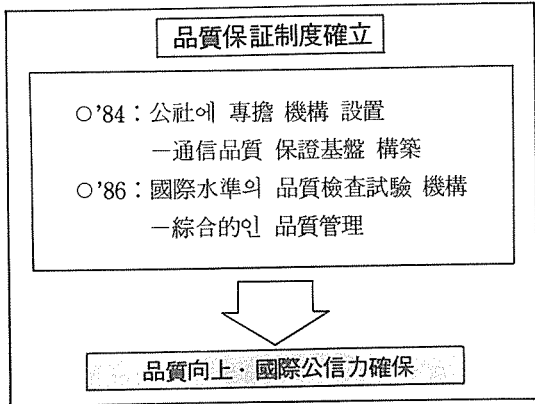 品質保証制度確立
○'84：公社에 專擔 機構 設置
－通信品質 保證基盤 構築
○'86：國際水準의 品質檢査試驗 機構
－綜合的인 品質管理
品質向上·國際公信力確保